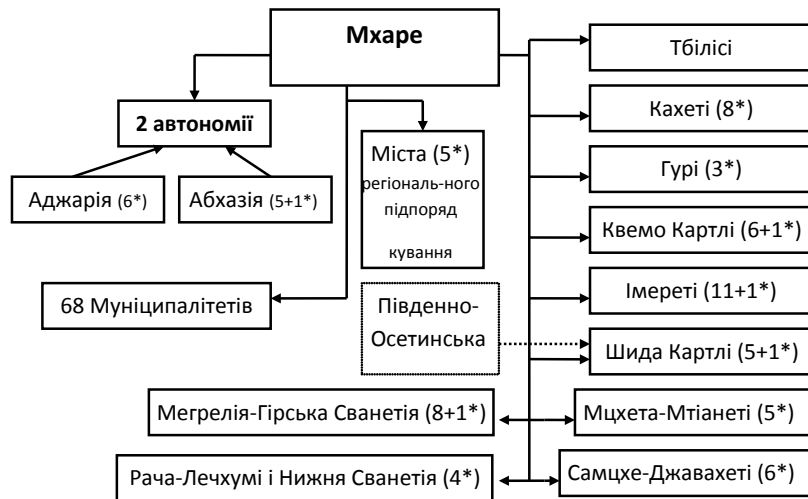 Мхаре
Тбілісі
2 автономії
Кахеті (8*)
Міста (5*)
регіональ-ного
підпоряд
кування
Гурі (3*)
Аджарія (6*)
Абхазія (5+1*)
Квемо Картлі (6+1*)
68 Муніципалітетів
Імереті (11+1*)
Південно-
Осетинська
Шида Картлі (5+1*)
Мегрелія-Гірська Сванетія (8+1*)
Мцхета-Мтіанеті (5*)
Рача-Лечхумі і Нижня Сванетія (4*)
Самцхе-Джавахеті (6*)